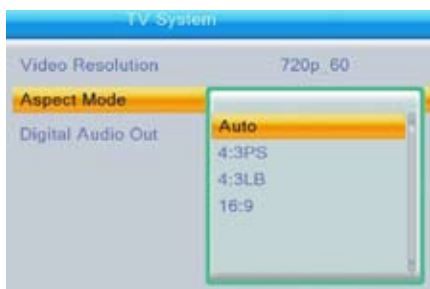 TV System
Video Resolution 720p_60
Aspect Mode
Digital Audio Out
Auto
4:3PS
4:3LB
16:9